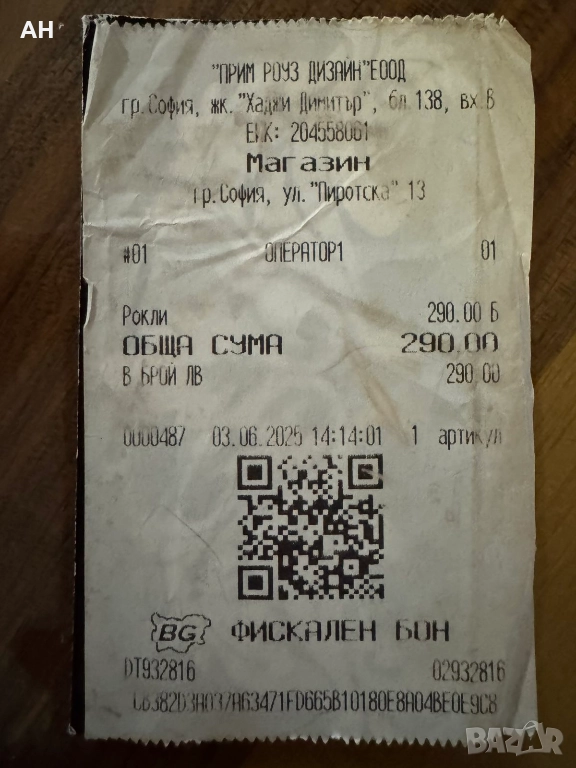 АН
"ПРИМ РОУЗ ДИЗАЙН"ЕООД
гр.София, жк."Хаджи Димитър", бл.138, вх.В
ЕИК: 204558061
Магазин
гр.София, ул."Пиротска" 13
#01 ОПЕРАТОР1 01
Рокли 290.00 Б
ОБЩА СУМА 290.00
В БРОЙ ЛВ 290.00
0000487 03.06.2025 14:14:01 1 артикул
BG ФИСКАЛЕН БОН
DT932816 02932816
BAZAR